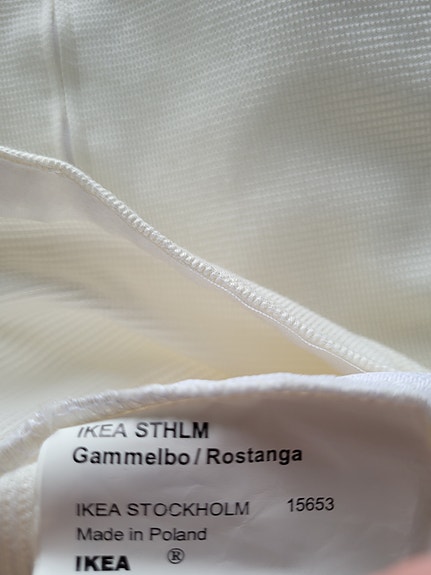 IKEA STHLM
Gammelbo/Rostanga
IKEA STOCKHOLM 15653
Made in Poland
IKEA ®